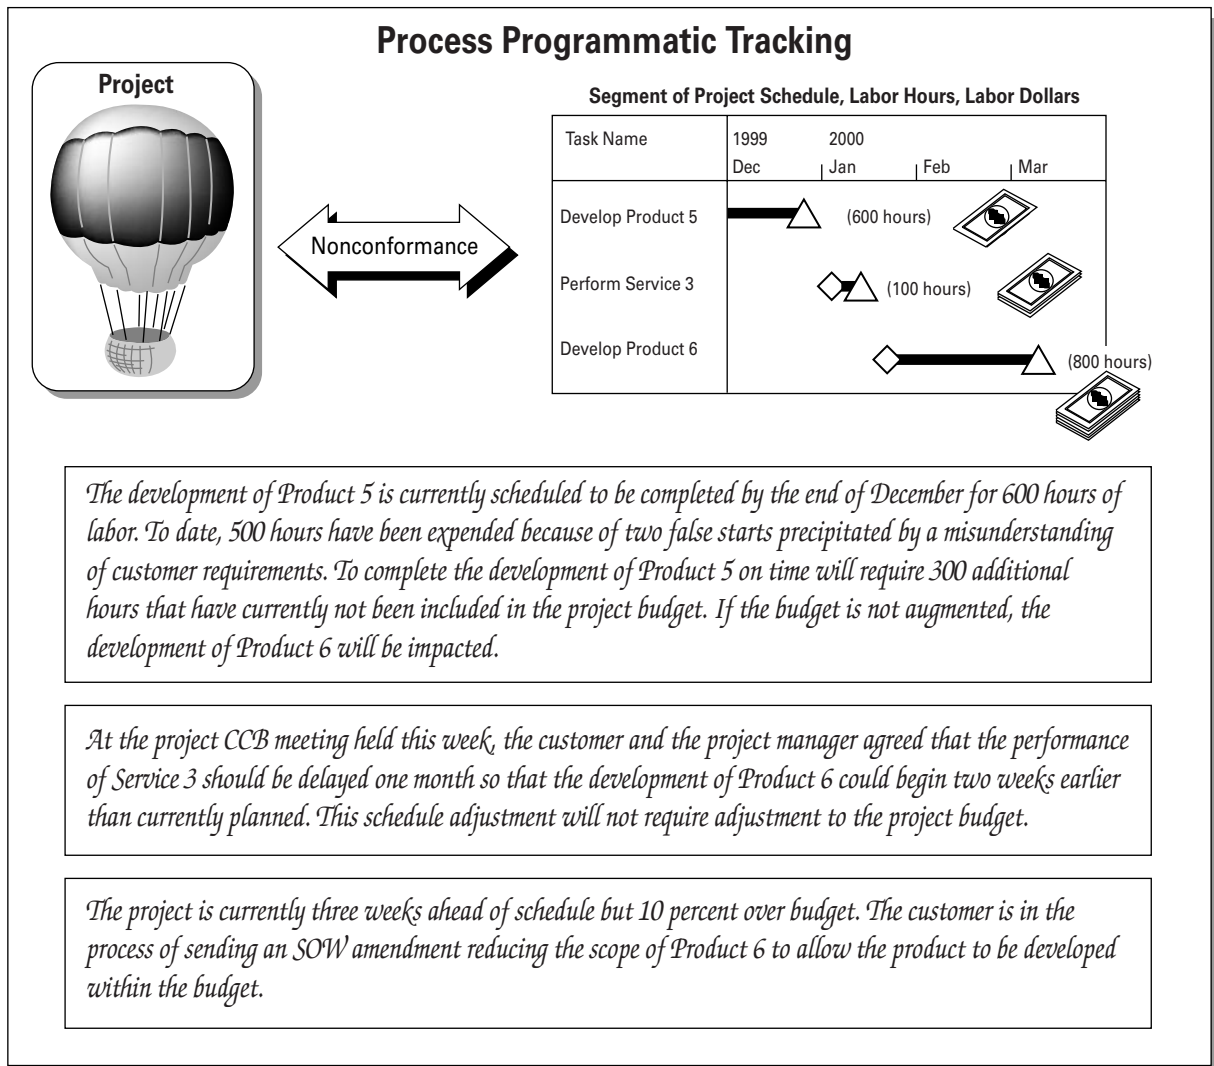 Process Programmatic Tracking
Project
Nonconformance
Segment of Project Schedule, Labor Hours, Labor Dollars
Task Name
1999
2000
Dec
Jan
Feb
Mar
Develop Product 5
(600 hours)
Perform Service 3
(100 hours)
Develop Product 6
(800 hours)
The development of Product 5 is currently scheduled to be completed by the end of December for 600 hours of
labor. To date, 500 hours have been expended because of two false starts precipitated by a misunderstanding
of customer requirements. To complete the development of Product 5 on time will require 300 additional
hours that have currently not been included in the project budget. If the budget is not augmented, the
development of Product 6 will be impacted.
At the project CCB meeting held this week, the customer and the project manager agreed that the performance
of Service 3 should be delayed one month so that the development of Product 6 could begin two weeks earlier
than currently planned. This schedule adjustment will not require adjustment to the project budget.
The project is currently three weeks ahead of schedule but 10 percent over budget. The customer is in the
process of sending an SOW amendment reducing the scope of Product 6 to allow the product to be developed
within the budget.